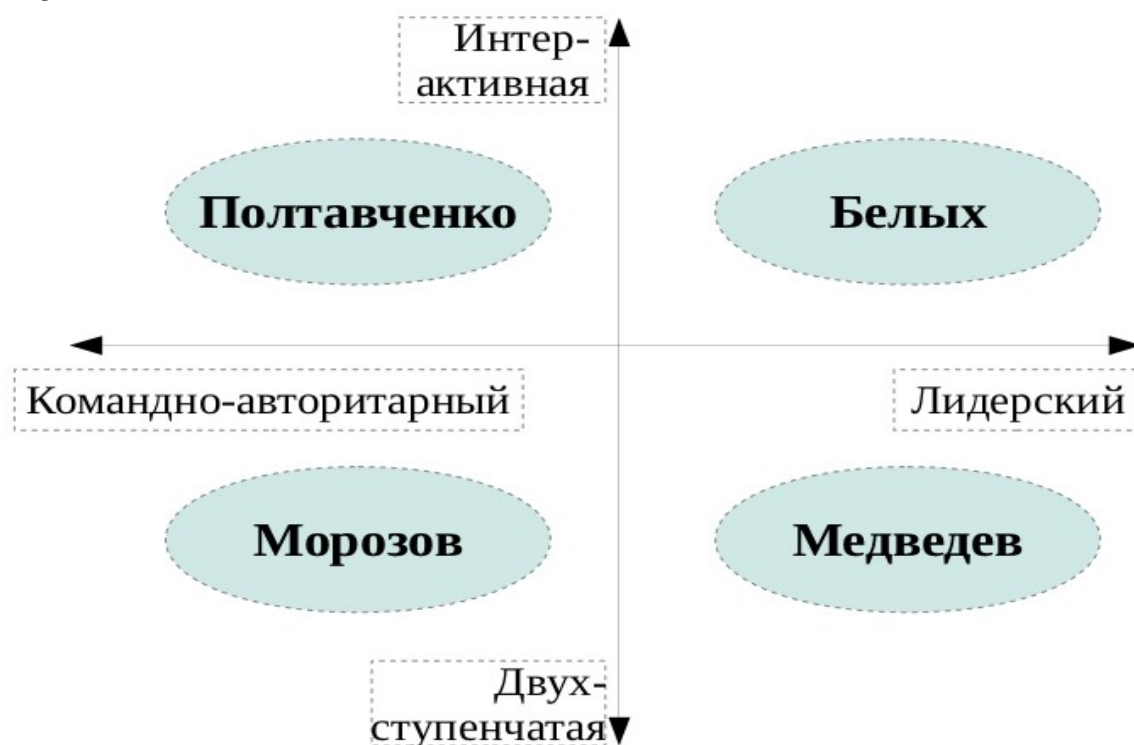 Интер-
активная
Полтавченко
Белых
Командно-авторитарный
Лидерский
Морозов
Медведев
Двух-
ступенчатая